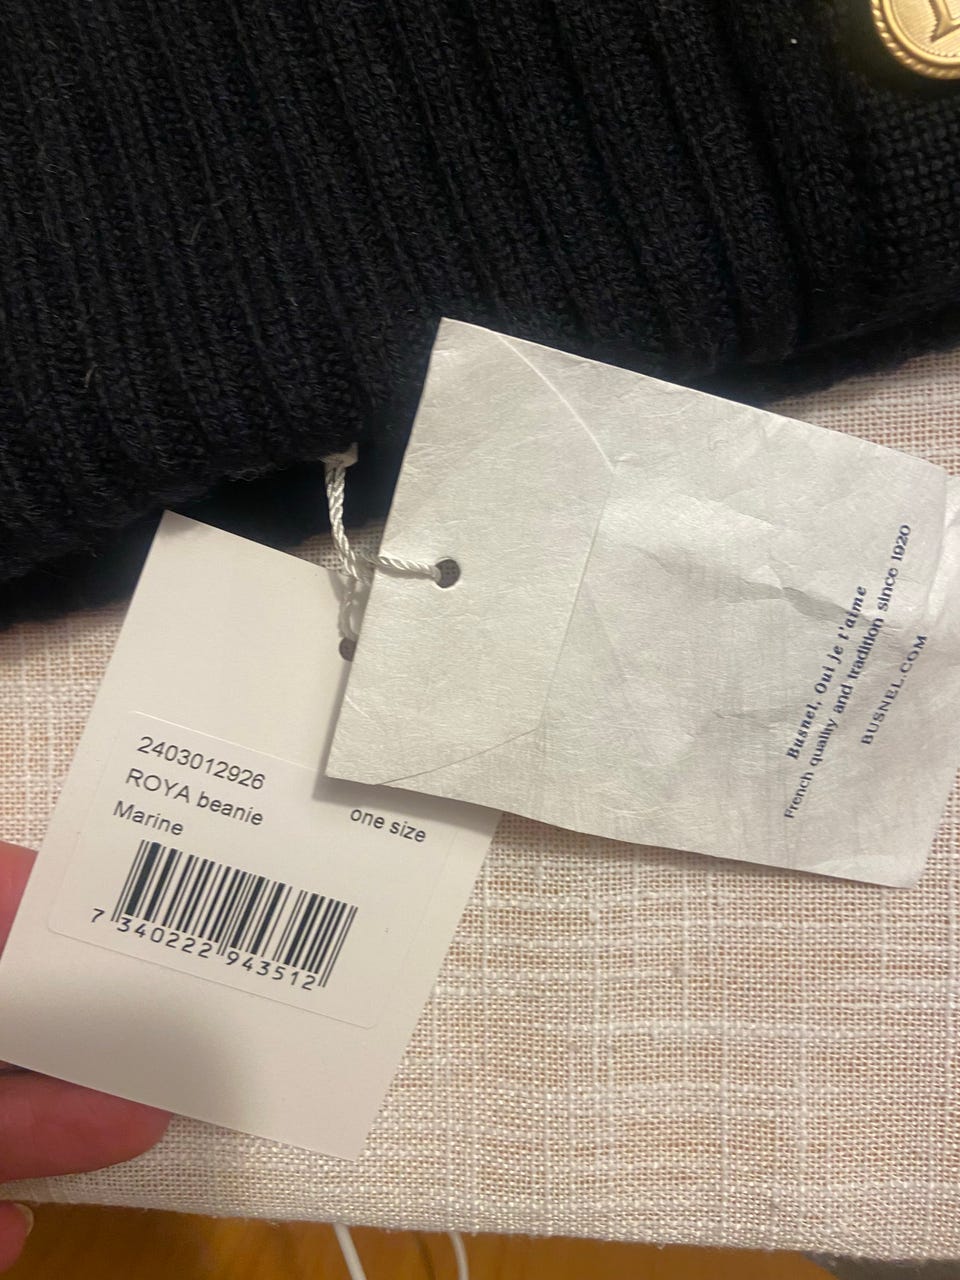 2403012926
ROYA beanie
one size
Marine
7 340222 943512
Busnel, Oui je t'aime
French quality and tradition since 1920
BUSNEL.COM